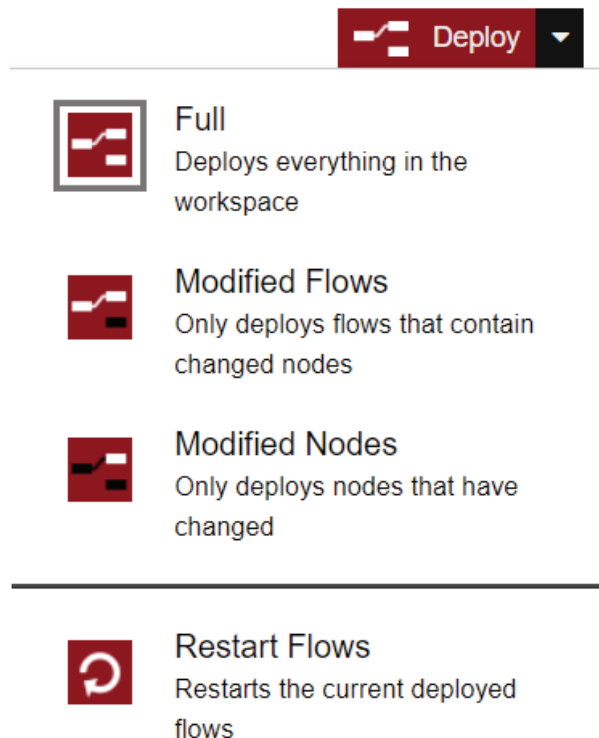 Deploy
Full
Deploys everything in the
workspace
Modified Flows
Only deploys flows that contain
changed nodes
Modified Nodes
Only deploys nodes that have
changed
Restart Flows
Restarts the current deployed
flows